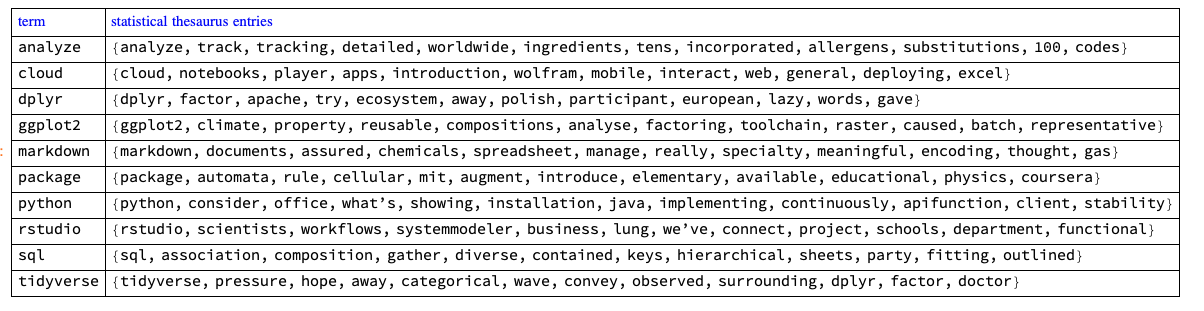 term statistical thesaurus entries
analyze {analyze, track, tracking, detailed, worldwide, ingredients, tens, incorporated, allergens, substitutions, 100, codes}
cloud {cloud, notebooks, player, apps, introduction, wolfram, mobile, interact, web, general, deploying, excel}
dplyr {dplyr, factor, apache, try, ecosystem, away, polish, participant, european, lazy, words, gave}
ggplot2 {ggplot2, climate, property, reusable, compositions, analyse, factoring, toolchain, raster, caused, batch, representative}
markdown {markdown, documents, assured, chemicals, spreadsheet, manage, really, specialty, meaningful, encoding, thought, gas}
package {package, automata, rule, cellular, mit, augment, introduce, elementary, available, educational, physics, coursera}
python {python, consider, office, what's, showing, installation, java, implementing, continuously, apifunction, client, stability}
rstudio {rstudio, scientists, workflows, systemmodeler, business, lung, we've, connect, project, schools, department, functional}
sql {sql, association, composition, gather, diverse, contained, keys, hierarchical, sheets, party, fitting, outlined}
tidyverse {tidyverse, pressure, hope, away, categorical, wave, convey, observed, surrounding, dplyr, factor, doctor}